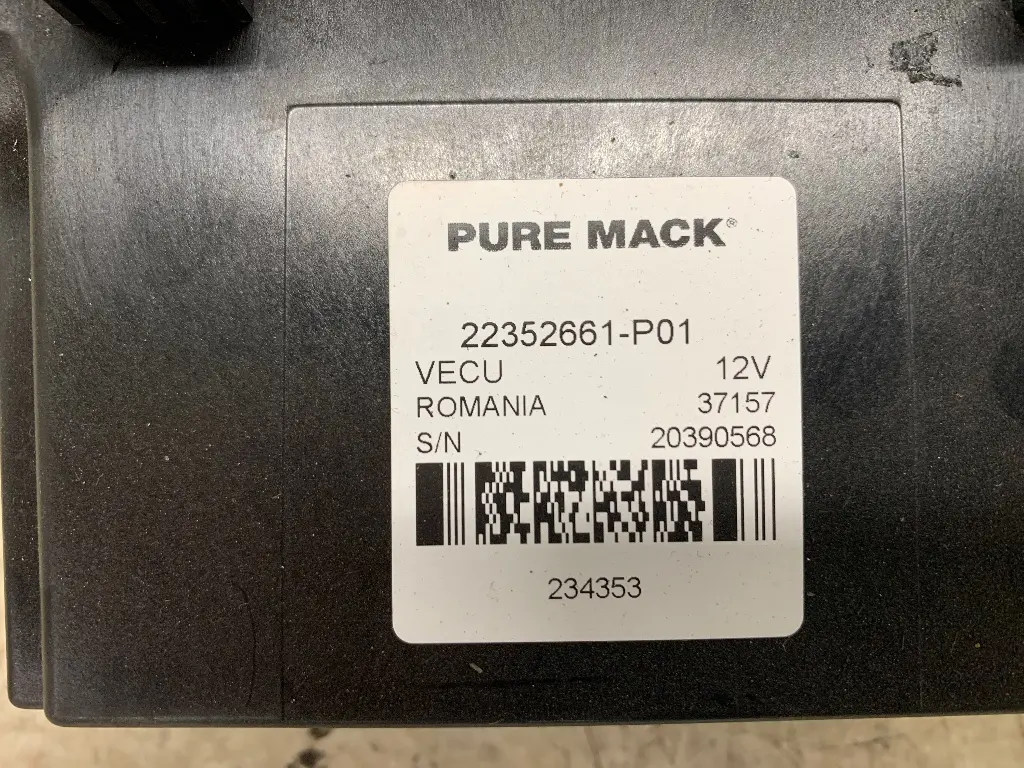 PURE MACK®
22352661-P01
VECU 12V
ROMANIA 37157
S/N 20390568
234353